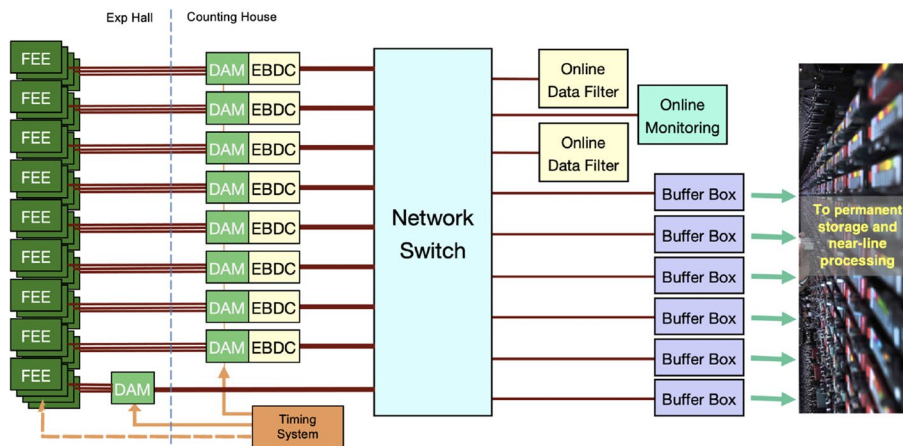 Exp Hall
Counting House
FEE
DAM
EBDC
FEE
DAM
EBDC
FEE
DAM
EBDC
FEE
DAM
EBDC
FEE
DAM
EBDC
FEE
DAM
EBDC
FEE
DAM
EBDC
FEE
DAM
EBDC
FEE
DAM
Timing
System
Network
Switch
Online
Data Filter
Online
Monitoring
Online
Data Filter
Buffer Box
Buffer Box
Buffer Box
Buffer Box
Buffer Box
Buffer Box
To permanent
storage and
near-line
processing